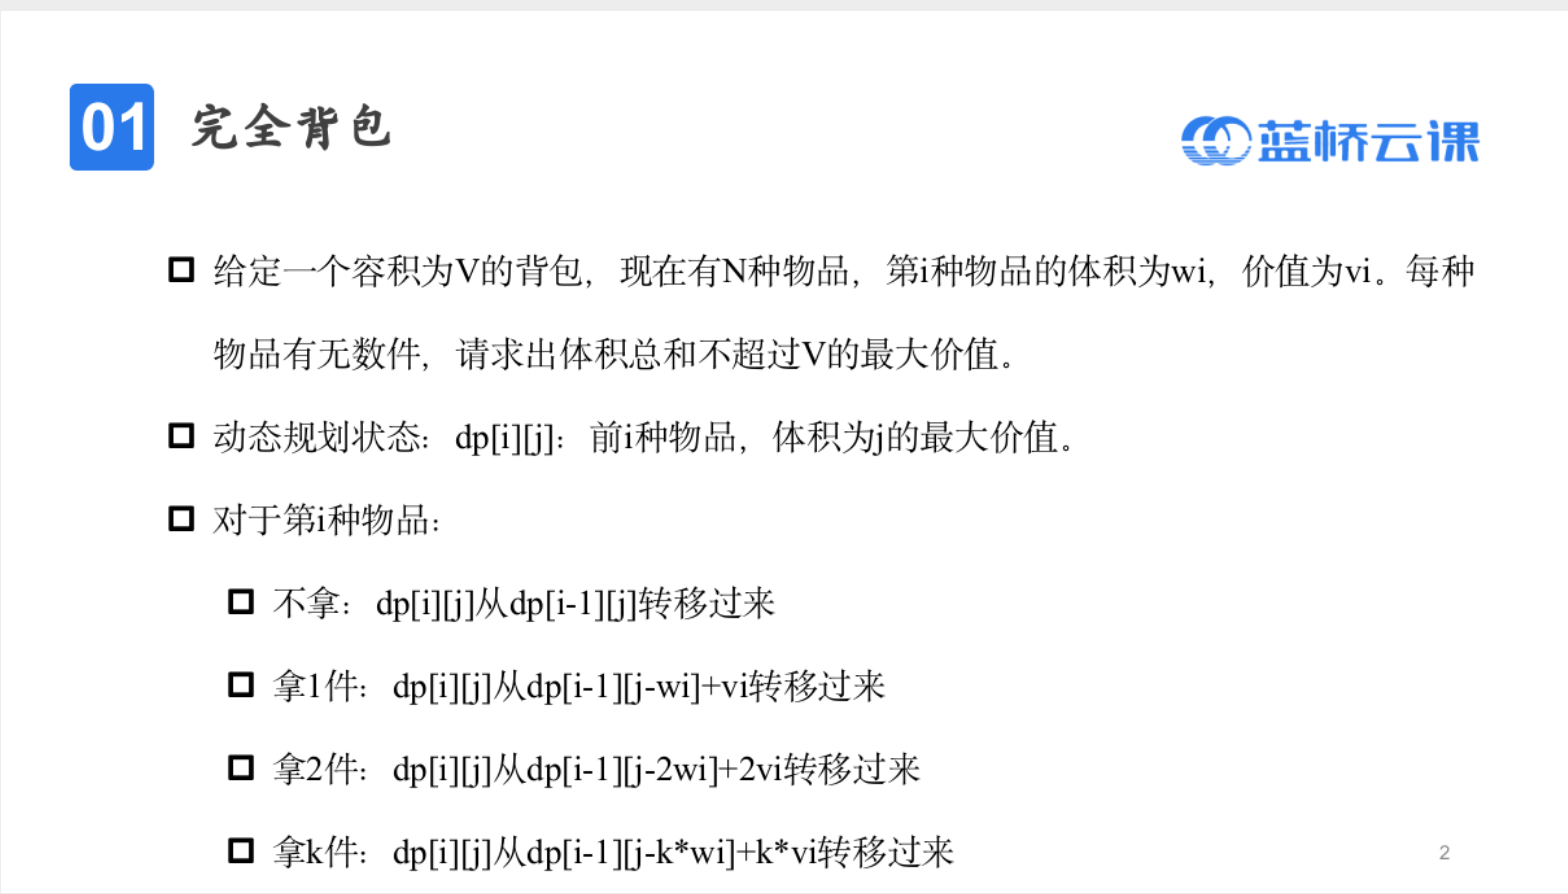 01 完全背包
蓝桥云课
给定一个容积为V的背包，现在有N种物品，第i种物品的体积为wi，价值为vi。每种
物品有无数件，请求出体积总和不超过V的最大价值。
动态规划状态：dp[i][j]：前i种物品，体积为j的最大价值。
对于第i种物品：
不拿：dp[i][j]从dp[i-1][j]转移过来
拿1件：dp[i][j]从dp[i-1][j-wi]+vi转移过来
拿2件：dp[i][j]从dp[i-1][j-2wi]+2vi转移过来
拿k件：dp[i][j]从dp[i-1][j-k*wi]+k*vi转移过来
2